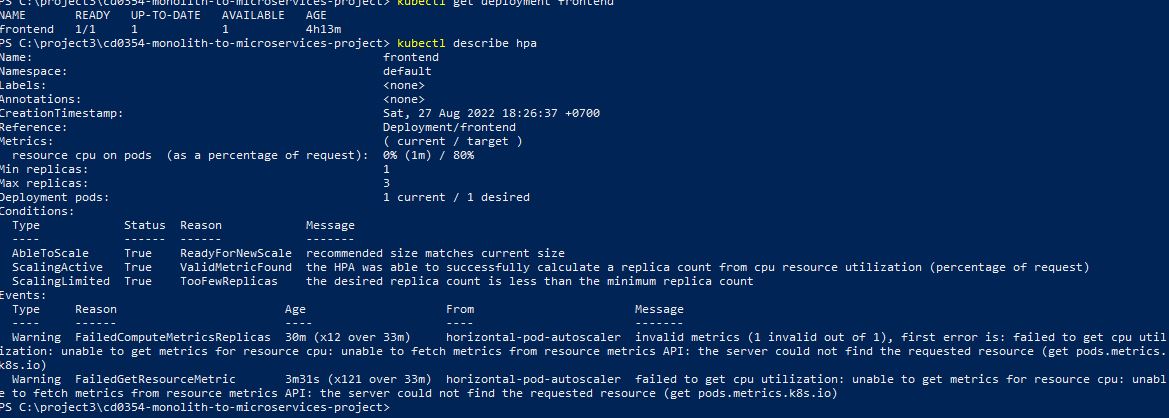 PS C:\project3\cd0354-monolith-to-microservices-project> kubectl get deployment frontend
NAME       READY   UP-TO-DATE   AVAILABLE   AGE
frontend   1/1     1            1           4h13m
PS C:\project3\cd0354-monolith-to-microservices-project> kubectl describe hpa
Name:                                                  frontend
Namespace:                                             default
Labels:                                                <none>
Annotations:                                           <none>
CreationTimestamp:                                     Sat, 27 Aug 2022 18:26:37 +0700
Reference:                                             Deployment/frontend
Metrics:                                               ( current / target )
  resource cpu on pods  (as a percentage of request):  0% (1m) / 80%
Min replicas:                                          1
Max replicas:                                          3
Deployment pods:                                       1 current / 1 desired
Conditions:
  Type            Status  Reason            Message
  ----            ------  ------            -------
  AbleToScale     True    ReadyForNewScale  recommended size matches current size
  ScalingActive   True    ValidMetricFound  the HPA was able to successfully calculate a replica count from cpu resource utilization (percentage of request)
  ScalingLimited  True    TooFewReplicas    the desired replica count is less than the minimum replica count
Events:
  Type     Reason                        Age                    From                       Message
  ----     ------                        ----                   ----                       -------
  Warning  FailedComputeMetricsReplicas  30m (x12 over 33m)     horizontal-pod-autoscaler  invalid metrics (1 invalid out of 1), first error is: failed to get cpu util
ization: unable to get metrics for resource cpu: unable to fetch metrics from resource metrics API: the server could not find the requested resource (get pods.metrics.
k8s.io)
  Warning  FailedGetResourceMetric       3m31s (x121 over 33m)  horizontal-pod-autoscaler  failed to get cpu utilization: unable to get metrics for resource cpu: unabl
e to fetch metrics from resource metrics API: the server could not find the requested resource (get pods.metrics.k8s.io)
PS C:\project3\cd0354-monolith-to-microservices-project>